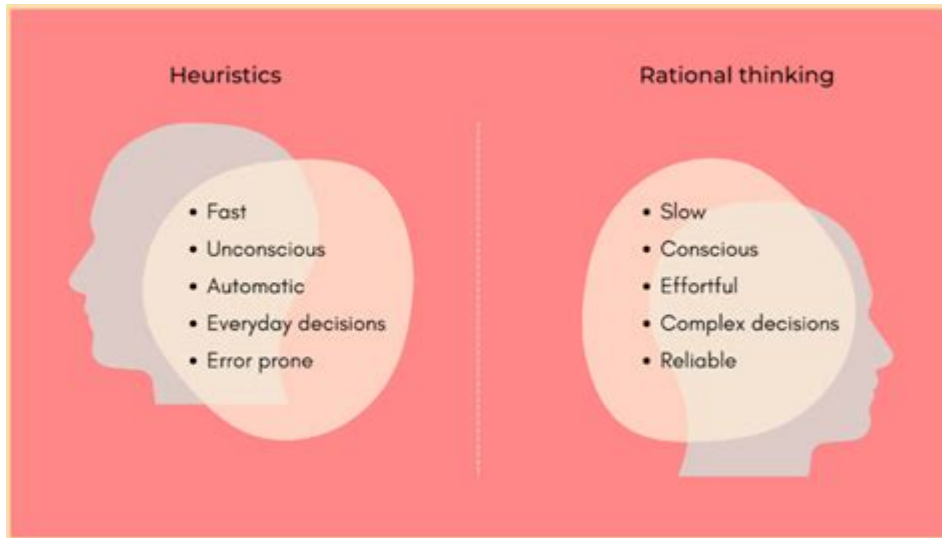 Heuristics
• Fast
• Unconscious
• Automatic
• Everyday decisions
• Error prone
Rational thinking
• Slow
• Conscious
• Effortful
• Complex decisions
• Reliable